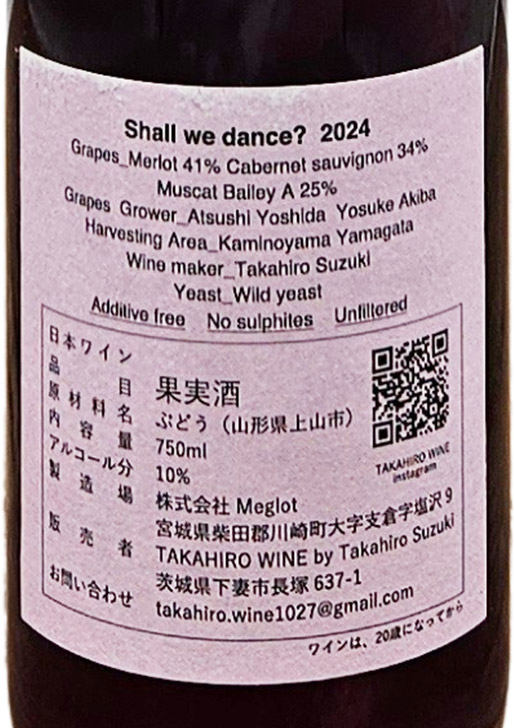 Shall we dance? 2024
Grapes_Merlot 41% Cabernet sauvignon 34%
Muscat Bailey A 25%
Grapes Grower_Atsushi Yoshida Yosuke Akiba
Harvesting Area_Kaminoyama Yamagata
Wine maker_Takahiro Suzuki
Yeast_Wild yeast
Additive free No sulphites Unfiltered
日本ワイン
品目 果実酒
原材料名 ぶどう（山形県上山市）
内容量 750ml
アルコール分 10%
製造場 株式会社 Meglot
宮城県柴田郡川崎町大字支倉字塩沢 9
販売者 TAKAHIRO WINE by Takahiro Suzuki
茨城県下妻市長塚 637-1
お問い合わせ takahiro.wine1027@gmail.com
TAKAHIRO WINE
instagram
ワインは、20歳になってから